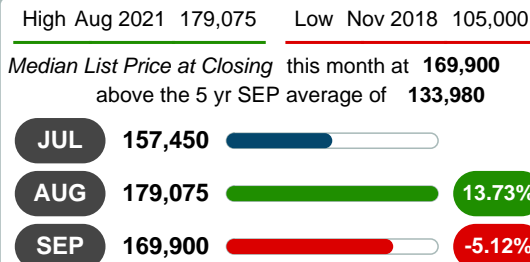 High Aug 2021 179,075 Low Nov 2018 105,000
Median List Price at Closing this month at 169,900
above the 5 yr SEP average of 133,980
JUL 157,450
AUG 179,075 13.73%
SEP 169,900 -5.12%